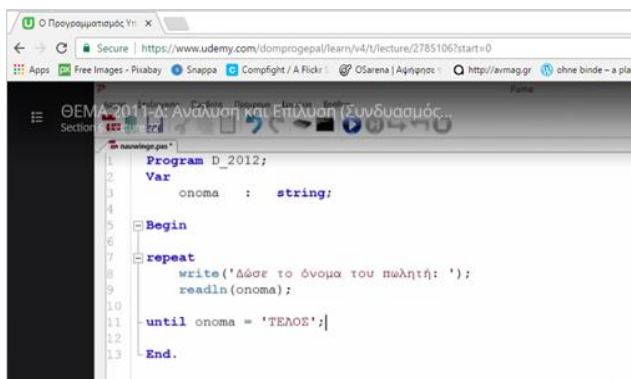 Ο Προγραμματισμός Υπ
Secure | https://www.udemy.com/domprogepal/learn/v4/t/lecture/2785106?start=0
Apps Free Images - Pixabay Snappa Compfight / A Flickr OSarena | Αφήφησε http://avmag.gr ohne binde – a pla
ΘΕΜΑ 2011-Δ: Ανάλυση και Επίλυση (Συνδυασμός...
Section
nauwinge.pas *
1 Program D_2012;
2 Var
3 onoma : string;
4
5 Begin
6
7 repeat
8 write('Δώσε το όνομα του πωλητή: ');
9 readln(onoma);
10
11 until onoma = 'ΤΕΛΟΣ';
12
13 End.